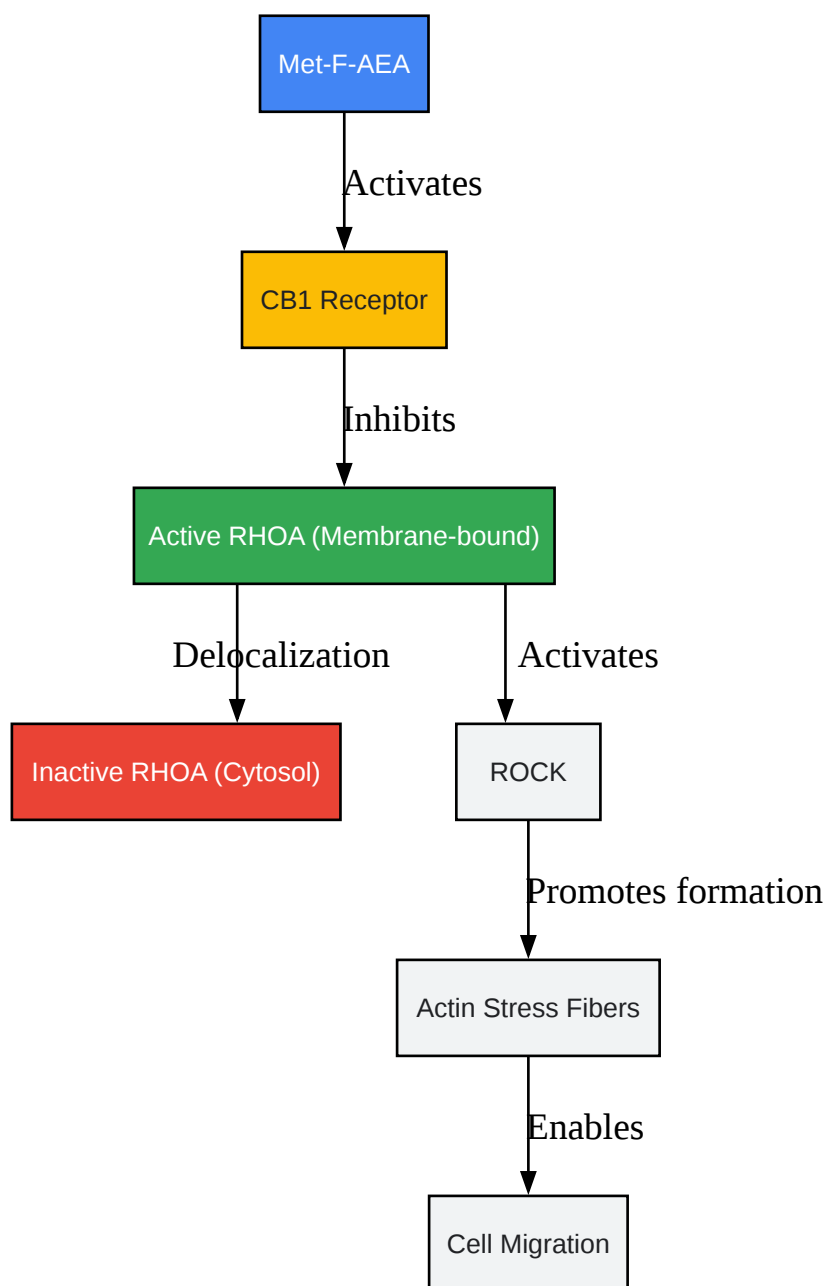 Met-F-AEA
Activates
CB1 Receptor
Inhibits
Active RHOA (Membrane-bound)
Delocalization
Activates
Inactive RHOA (Cytosol)
ROCK
Promotes formation
Actin Stress Fibers
Enables
Cell Migration